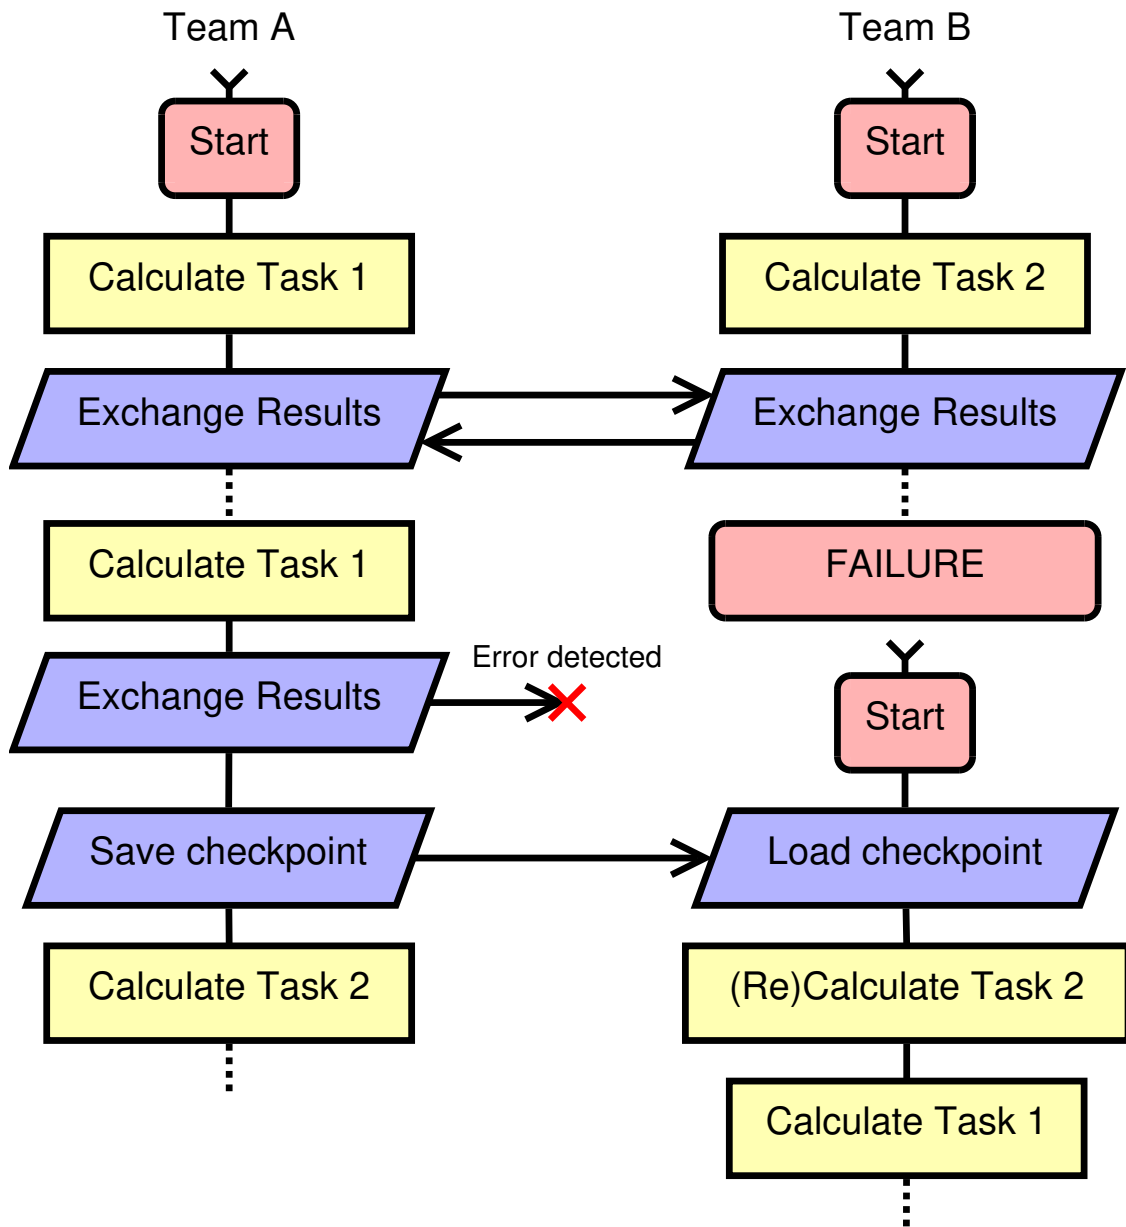 Team A
Team B
Start
Start
Calculate Task 1
Calculate Task 2
Exchange Results
Exchange Results
Calculate Task 1
FAILURE
Error detected
Exchange Results
Start
Save checkpoint
Load checkpoint
Calculate Task 2
(Re)Calculate Task 2
Calculate Task 1